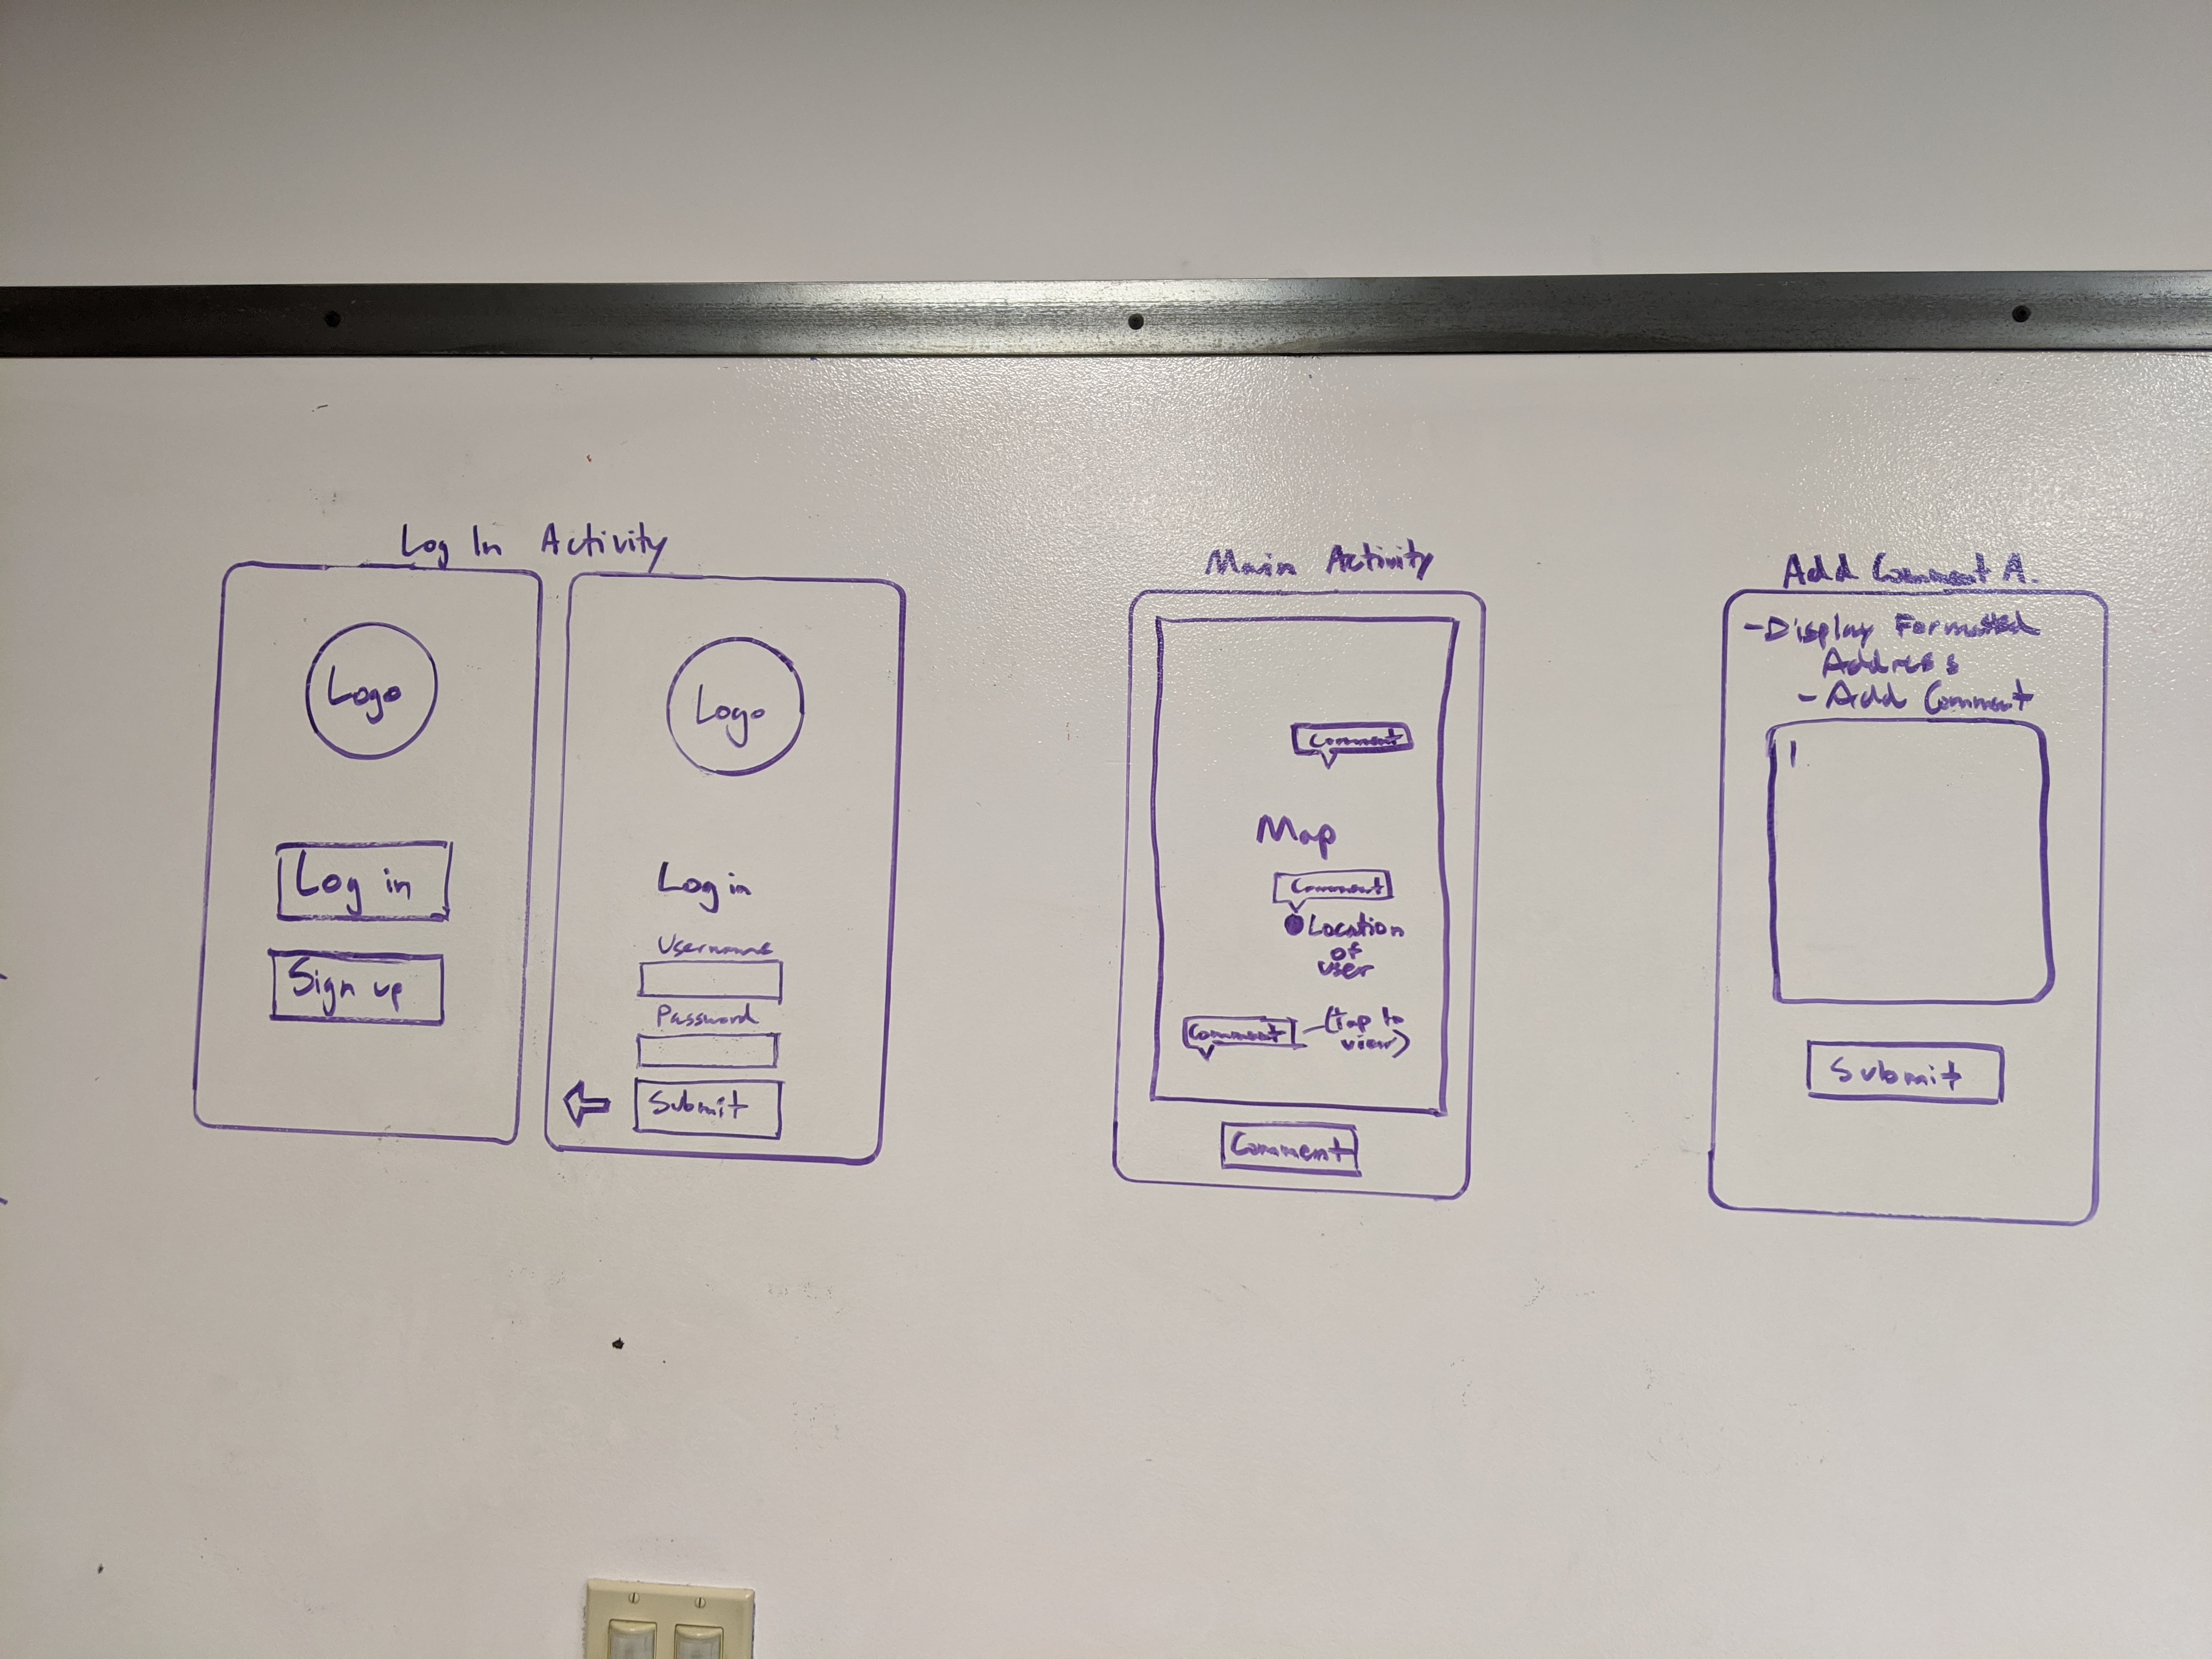 Log In Activity
Logo
Log in
Sign up
Logo
Log in
Username
Password
Submit
Main Activity
Comment
Map
Comment
Location
of
user
Comment
(tap to
view)
Comment
Add Comment A.
-Display Formatted
Address
- Add Comment
Submit